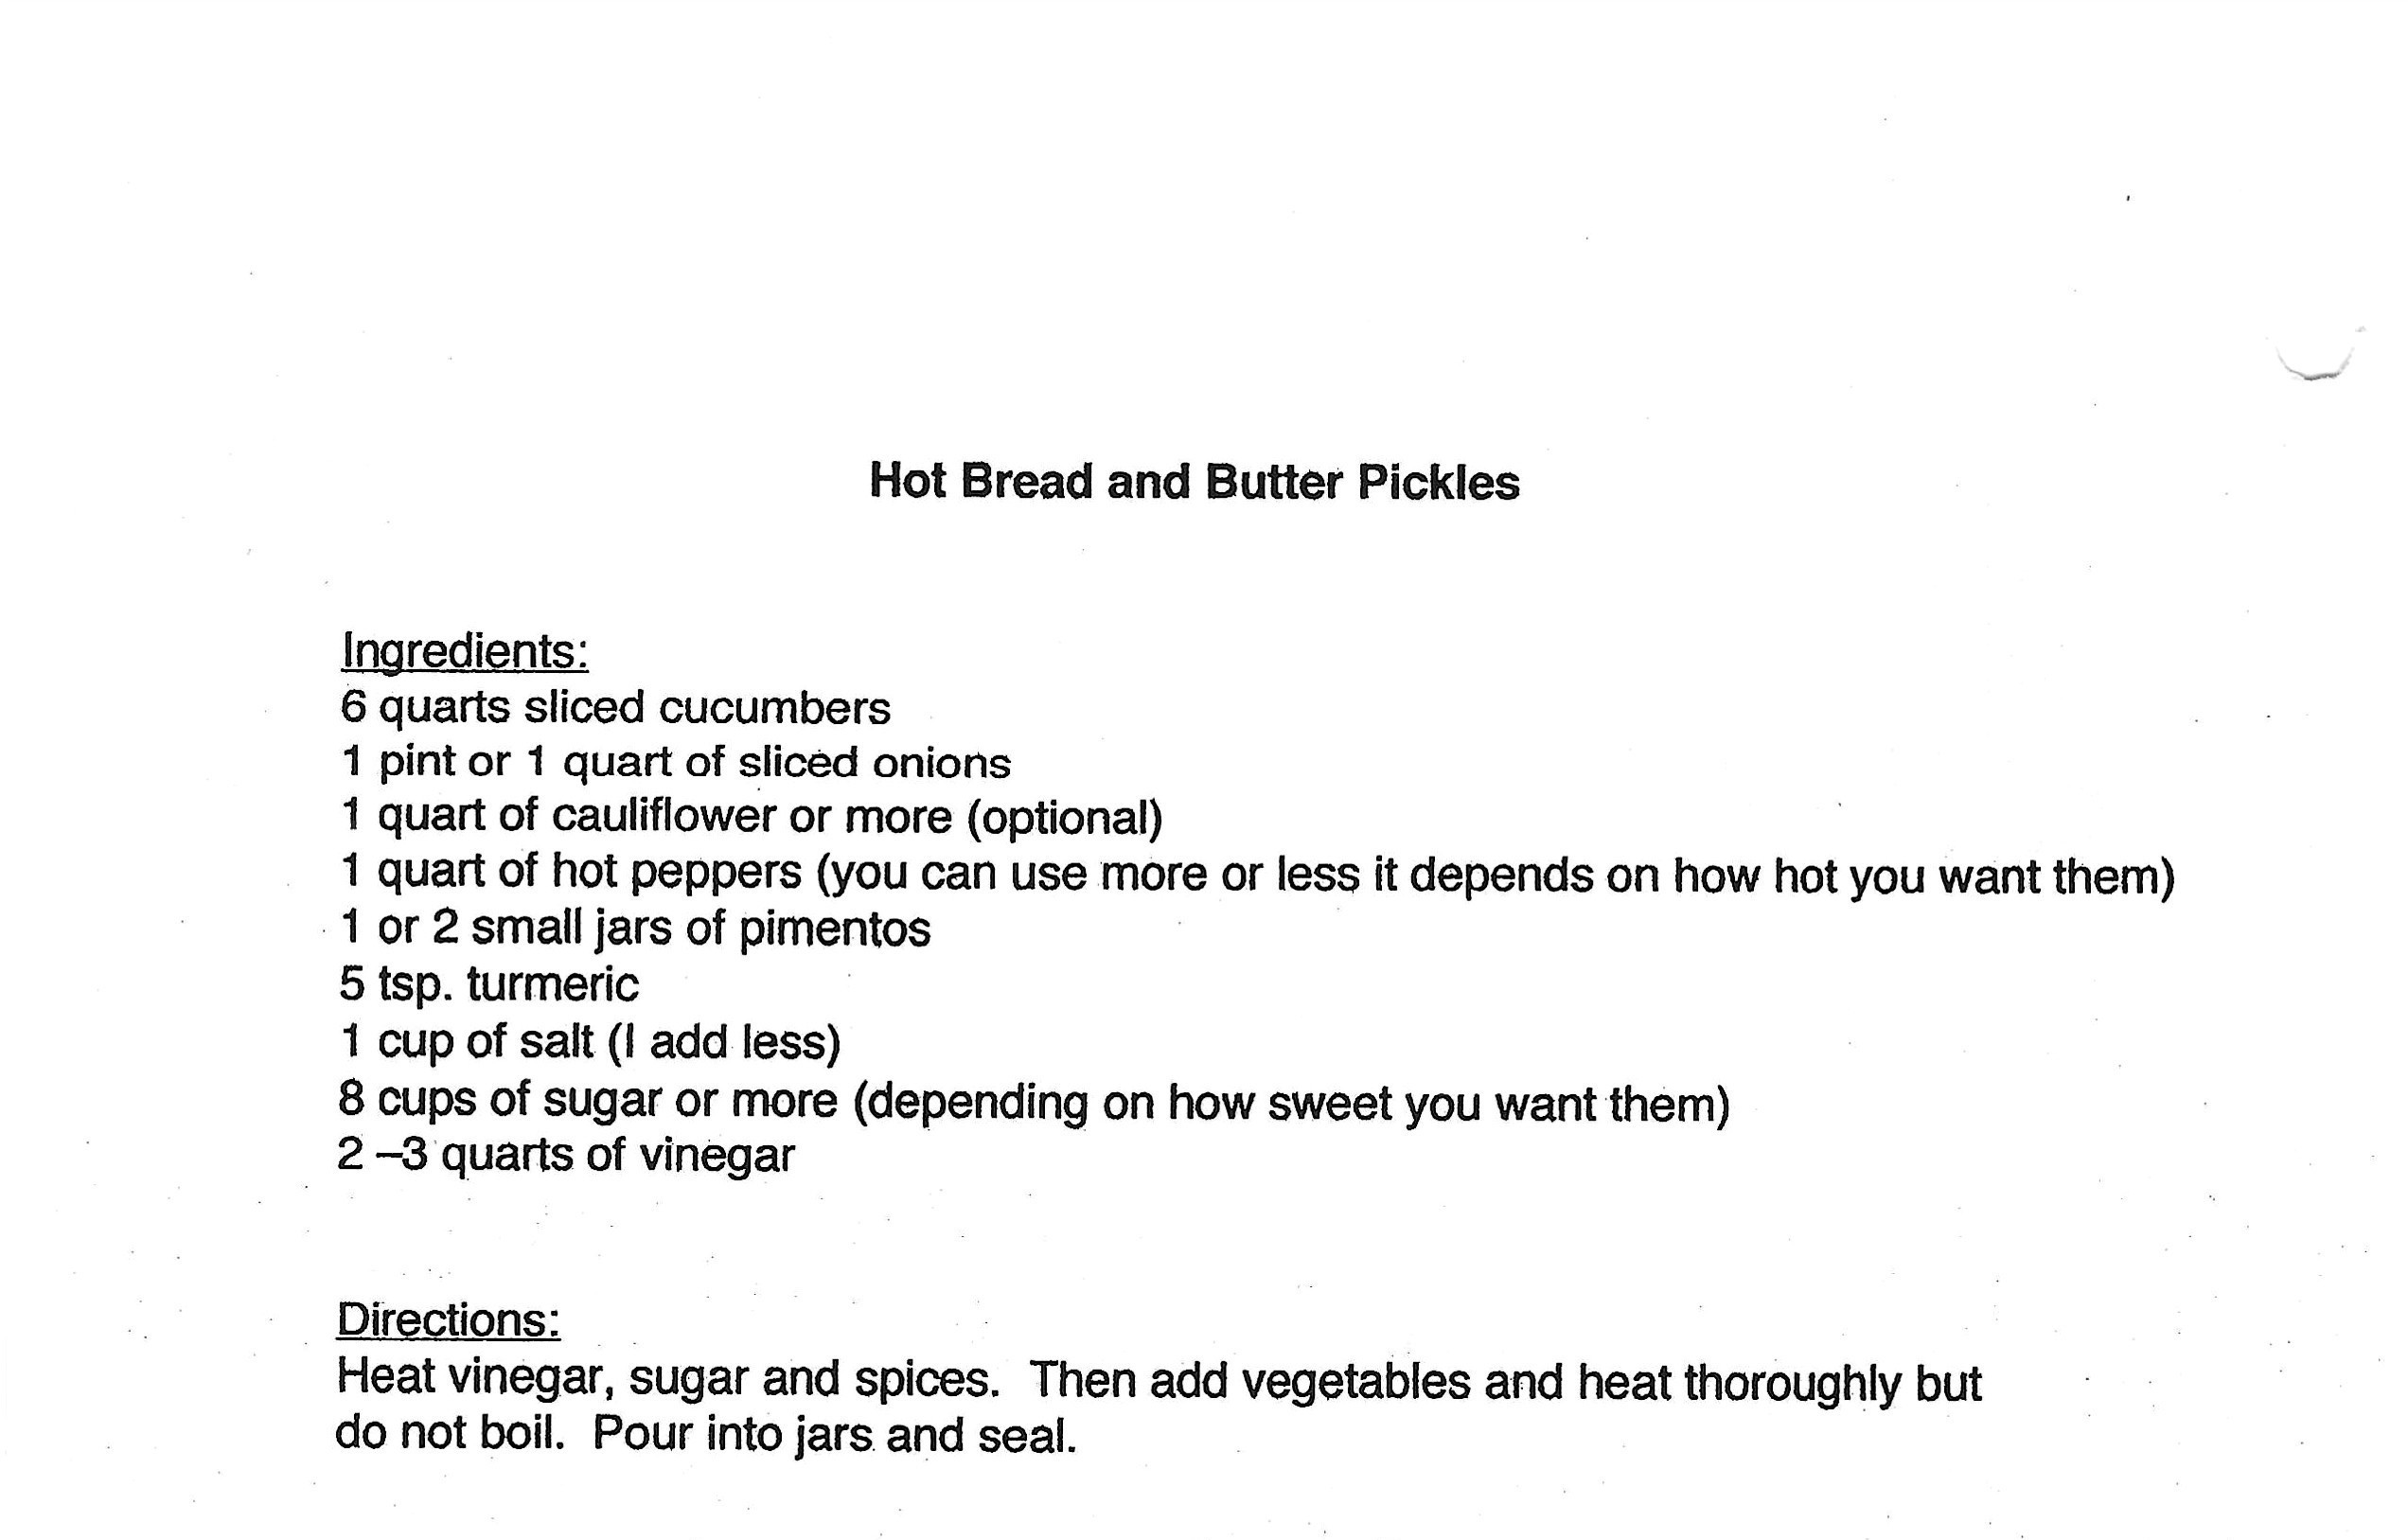 Hot Bread and Butter Pickles
Ingredients:
6 quarts sliced cucumbers
1 pint or 1 quart of sliced onions
1 quart of cauliflower or more (optional)
1 quart of hot peppers (you can use more or less it depends on how hot you want them)
1 or 2 small jars of pimentos
5 tsp. turmeric
1 cup of salt (I add less)
8 cups of sugar or more (depending on how sweet you want them)
2 –3 quarts of vinegar
Directions:
Heat vinegar, sugar and spices.  Then add vegetables and heat thoroughly but
do not boil.  Pour into jars and seal.